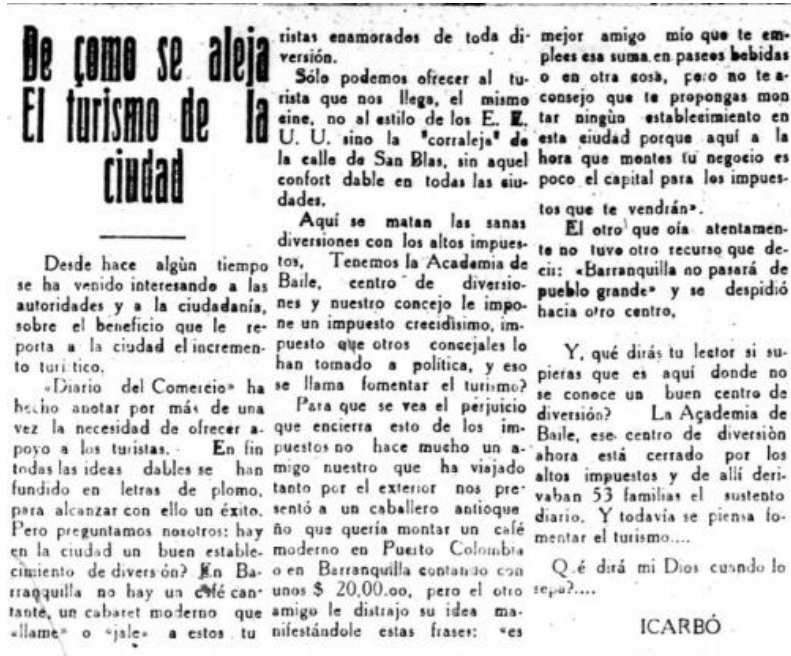 De como se aleja
El turismo de la
ciudad
Desde hace algùn tiempo
se ha venido interesando a las
autoridades y a la ciudadanía,
sobre el beneficio que le re-
porta a la ciudad el incremen-
to turístico.
«Diario del Comercio» ha
hecho anotar por más de una
vez la necesidad de ofrecer a-
poyo a los turistas. En fin
todas las ideas dables se han
fundido en letras de plomo,
para alcanzar con ello un éxito.
Pero preguntamos nosotros: hay
en la ciudad un buen estable-
cimiento de diversón? En Ba-
rranquilla no hay un café can-
tante, un cabaret moderno que
«llame» o «jale» a estos tu
ristas enamorados de toda di-
versión.
Sólo podemos ofrecer al tu-
rista que nos llega, el mismo
cine, no al estilo de los E. E.
U. U. sino la "corraleja" de
la calle de San Blas, sin aquel
confort dable en todas las ciu-
dades.
Aquí se matan las sanas
diversiones con los altos impues-
tos, Tenemos la Academia de
Baile, centro de diversio-
nes y nuestro concejo le impo-
ne un impuesto crecidísimo, im-
puesto que otros concejales lo
han tomado a política, y eso
se llama fomentar el turismo?
Para que se vea el perjuicio
que encierra esto de los im-
puestos no hace mucho un a-
migo nuestro que ha viajado
tanto por el exterior nos pre-
sentó a un caballero antioque
ño que quería montar un café
moderno en Puerto Colombia
o en Barranquilla contando con
unos $ 20,00.oo, pero el otro
amigo le distrajo su idea ma-
nifestándole estas frases: «es
mejor amigo mío que te em-
plees esa suma en paseos bebidas
o en otra cosa, pero no te a-
consejo que te propongas mon
tar ningùn establecimiento en
esta ciudad porque aquí a la
hora que montes tu negocio es
poco el capital para los impues-
tos que te vendrán».
El otro que oía atentamen-
te no tuvo otro recurso que de-
cir: «Barranquilla no pasará de
pueblo grande» y se despidió
hacia otro centro,
Y, qué dirás tu lector si su-
pieras que es aquí donde no
se conoce un buen centro de
diversión? La Açademia de
Baile, ese centro de diversiòn
ahora está cerrado por los
altos impuestos y de allí deri-
vaban 53 familias el sustento
diario. Y todavía se piensa fo-
mentar el turismo....
Qué dirá mi Dios cuando lo
sepa?....
ICARBÓ